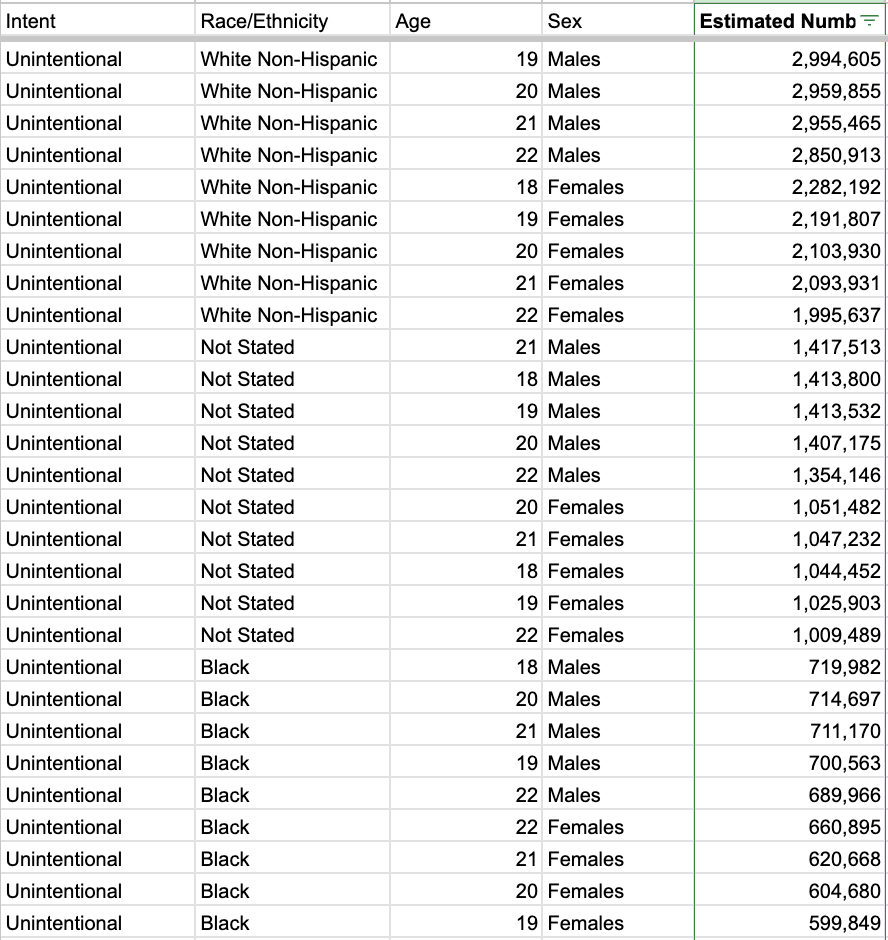 Intent Race/Ethnicity Age Sex Estimated Numb
Unintentional White Non-Hispanic 19 Males 2,994,605
Unintentional White Non-Hispanic 20 Males 2,959,855
Unintentional White Non-Hispanic 21 Males 2,955,465
Unintentional White Non-Hispanic 22 Males 2,850,913
Unintentional White Non-Hispanic 18 Females 2,282,192
Unintentional White Non-Hispanic 19 Females 2,191,807
Unintentional White Non-Hispanic 20 Females 2,103,930
Unintentional White Non-Hispanic 21 Females 2,093,931
Unintentional White Non-Hispanic 22 Females 1,995,637
Unintentional Not Stated 21 Males 1,417,513
Unintentional Not Stated 18 Males 1,413,800
Unintentional Not Stated 19 Males 1,413,532
Unintentional Not Stated 20 Males 1,407,175
Unintentional Not Stated 22 Males 1,354,146
Unintentional Not Stated 20 Females 1,051,482
Unintentional Not Stated 21 Females 1,047,232
Unintentional Not Stated 18 Females 1,044,452
Unintentional Not Stated 19 Females 1,025,903
Unintentional Not Stated 22 Females 1,009,489
Unintentional Black 18 Males 719,982
Unintentional Black 20 Males 714,697
Unintentional Black 21 Males 711,170
Unintentional Black 19 Males 700,563
Unintentional Black 22 Males 689,966
Unintentional Black 22 Females 660,895
Unintentional Black 21 Females 620,668
Unintentional Black 20 Females 604,680
Unintentional Black 19 Females 599,849